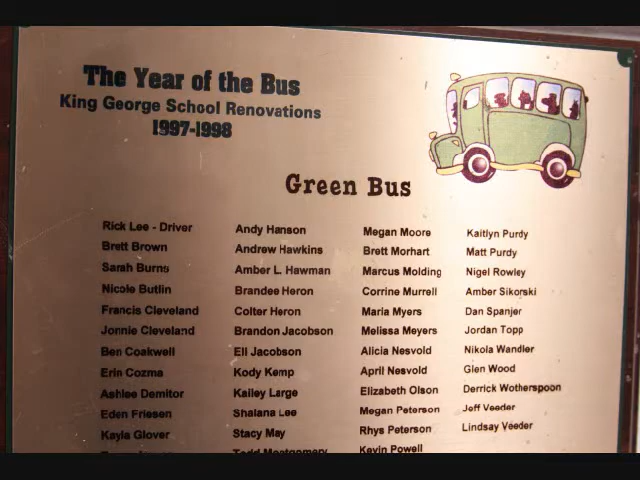 The Year of the Bus
King George School Renovations
1997-1998
Green Bus
Rick Lee - Driver
Brett Brown
Sarah Burns
Nicole Butlin
Francis Cleveland
Jonnie Cleveland
Ben Coakwell
Erin Cozma
Ashlee Demitor
Eden Friesen
Kayla Glover
Andy Hanson
Andrew Hawkins
Amber L. Hawman
Brandee Heron
Colter Heron
Brandon Jacobson
Eli Jacobson
Kody Kemp
Kailey Large
Shalana Lee
Stacy May
Todd Montgomery
Megan Moore
Brett Morhart
Marcus Molding
Corrine Murrell
Maria Myers
Melissa Meyers
Alicia Nesvold
April Nesvold
Elizabeth Olson
Megan Peterson
Rhys Peterson
Kevin Powell
Kaitlyn Purdy
Matt Purdy
Nigel Rowley
Amber Sikorski
Dan Spanjer
Jordan Topp
Nikola Wandler
Glen Wood
Derrick Wotherspoon
Jeff Veeder
Lindsay Veeder